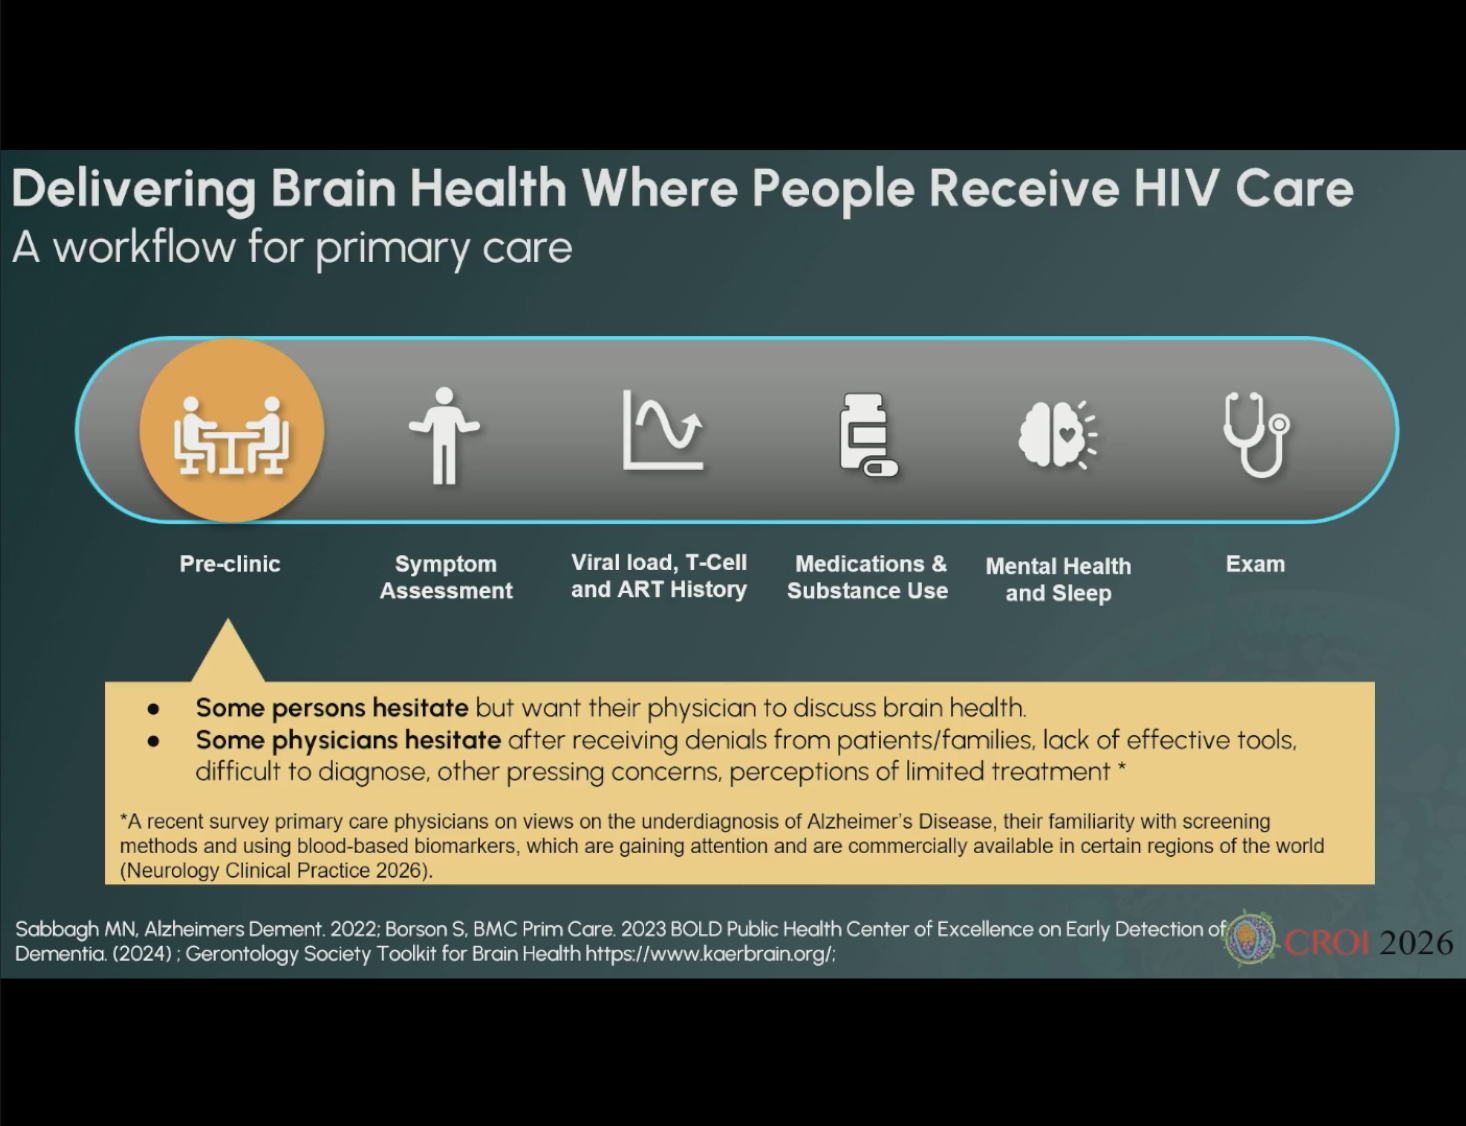 Delivering Brain Health Where People Receive HIV Care
A workflow for primary care
Pre-clinic
Symptom
Assessment
Viral load, T-Cell
and ART History
Medications &
Substance Use
Mental Health
and Sleep
Exam
● Some persons hesitate but want their physician to discuss brain health.
● Some physicians hesitate after receiving denials from patients/families, lack of effective tools,
difficult to diagnose, other pressing concerns, perceptions of limited treatment *
*A recent survey primary care physicians on views on the underdiagnosis of Alzheimer's Disease, their familiarity with screening
methods and using blood-based biomarkers, which are gaining attention and are commercially available in certain regions of the world
(Neurology Clinical Practice 2026).
Sabbagh MN, Alzheimers Dement. 2022; Borson S, BMC Prim Care. 2023 BOLD Public Health Center of Excellence on Early Detection of
Dementia. (2024) ; Gerontology Society Toolkit for Brain Health https://www.kaerbrain.org/;
CROI 2026